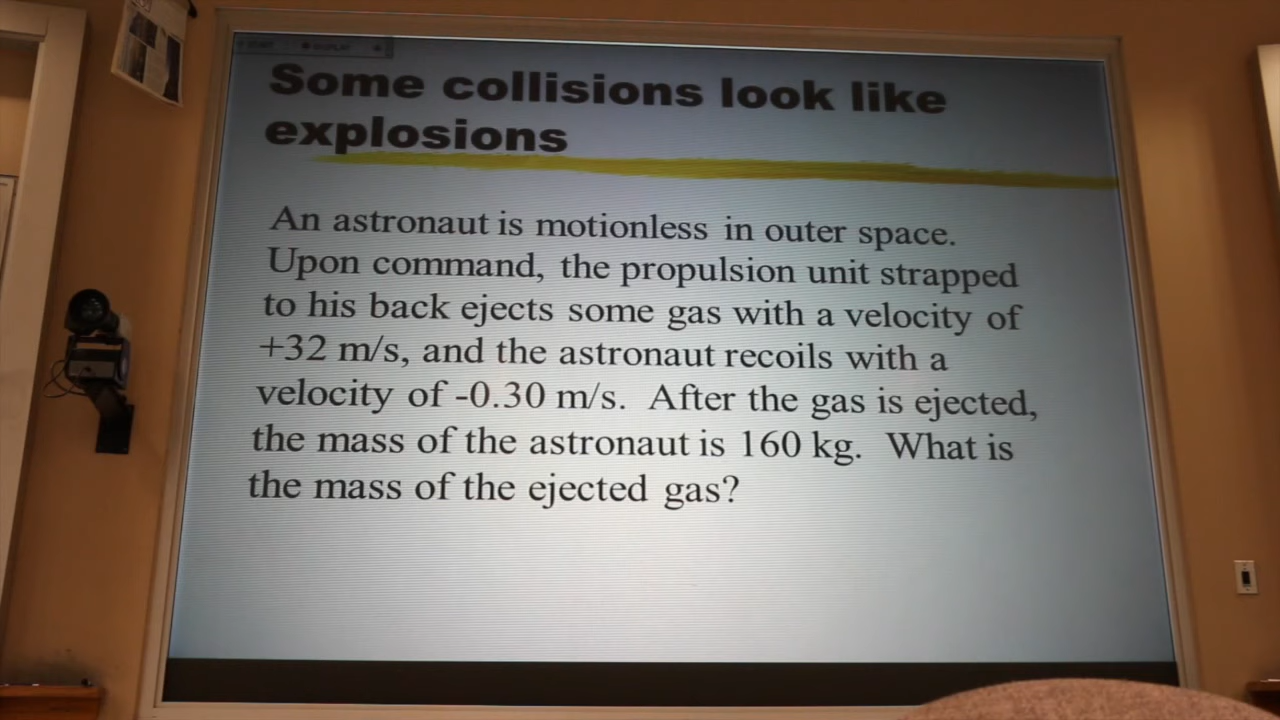 Some collisions look like
explosions
An astronaut is motionless in outer space.
Upon command, the propulsion unit strapped
to his back ejects some gas with a velocity of
+32 m/s, and the astronaut recoils with a
velocity of -0.30 m/s. After the gas is ejected,
the mass of the astronaut is 160 kg. What is
the mass of the ejected gas?